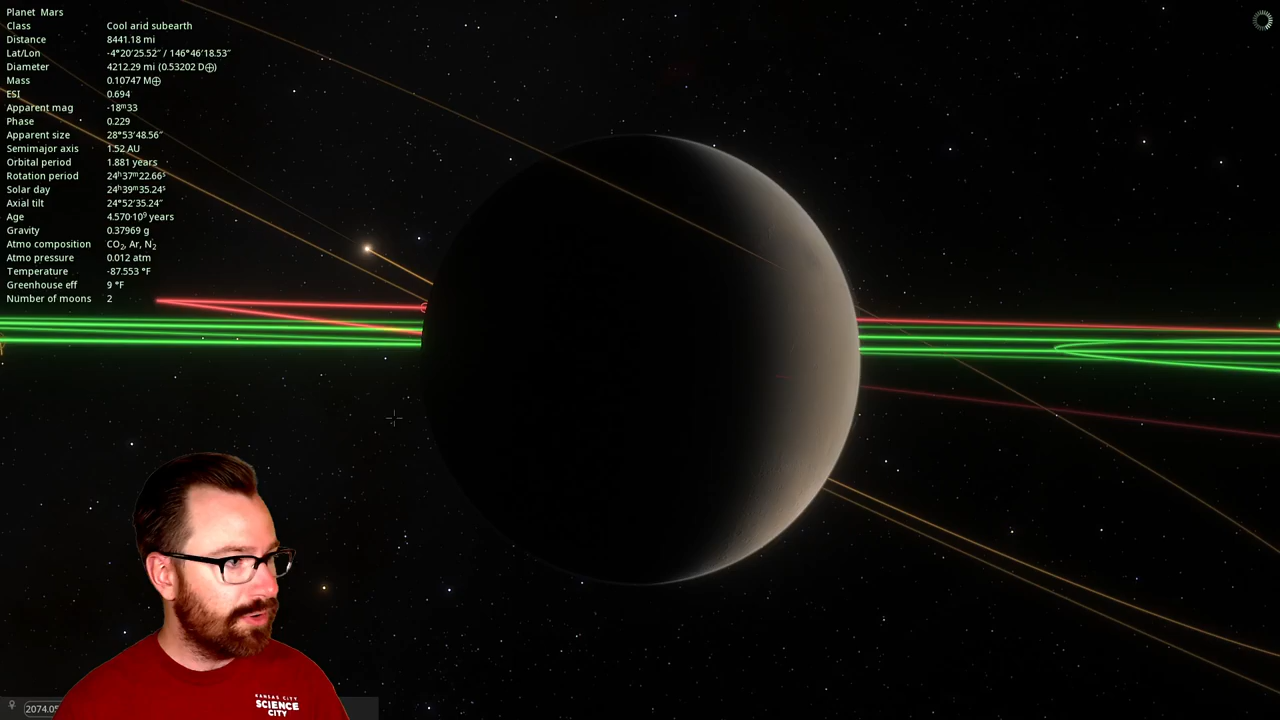 Planet Mars
Class Cool arid subearth
Distance 8441.18 mi
Lat/Lon -4°20′25.52″ / 146°46′18.53″
Diameter 4212.29 mi (0.53202 D⊕)
Mass 0.10747 M⊕
ESI 0.694
Apparent mag -18ᵐ33
Phase 0.229
Apparent size 28°53′48.56″
Semimajor axis 1.52 AU
Orbital period 1.881 years
Rotation period 24ʰ37ᵐ22.66ˢ
Solar day 24ʰ39ᵐ35.24ˢ
Axial tilt 24°52′35.24″
Age 4.570·10⁹ years
Gravity 0.37969 g
Atmo composition CO₂, Ar, N₂
Atmo pressure 0.012 atm
Temperature -87.553 °F
Greenhouse eff 9 °F
Number of moons 2
KANSAS CITY
SCIENCE
CITY
2074.05